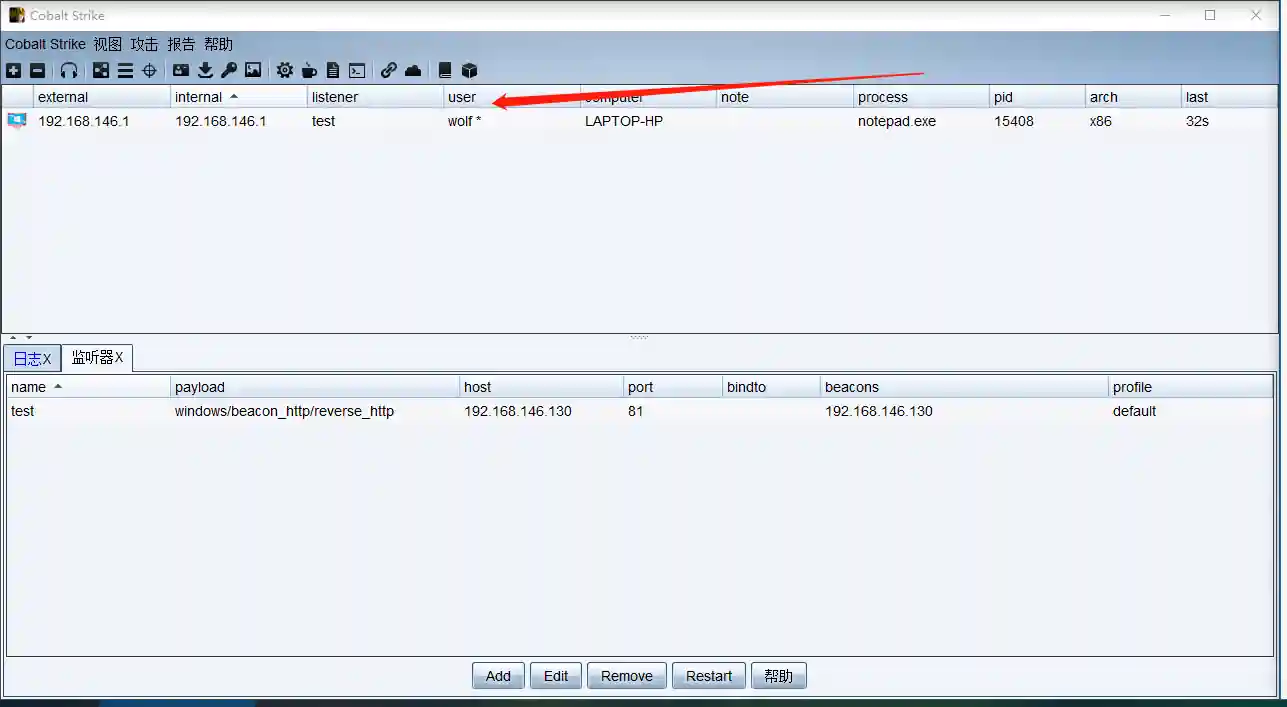 Cobalt Strike
Cobalt Strike 视图 攻击 报告 帮助
external internal listener user computer note process pid arch last
192.168.146.1 192.168.146.1 test wolf * LAPTOP-HP notepad.exe 15408 x86 32s
日志X 监听器X
name payload host port bindto beacons profile
test windows/beacon_http/reverse_http 192.168.146.130 81 192.168.146.130 default
Add Edit Remove Restart 帮助